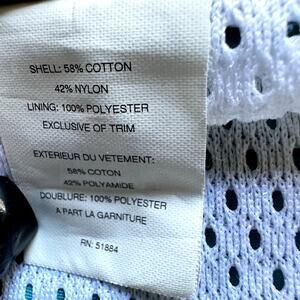 SHELL: 58% COTTON
42% NYLON
LINING: 100% POLYESTER
EXCLUSIVE OF TRIM
EXTERIEUR DU VETEMENT:
58% COTON
42% POLYAMIDE
DOUBLURE: 100% POLYESTER
A PART LA GARNITURE
RN: 51884